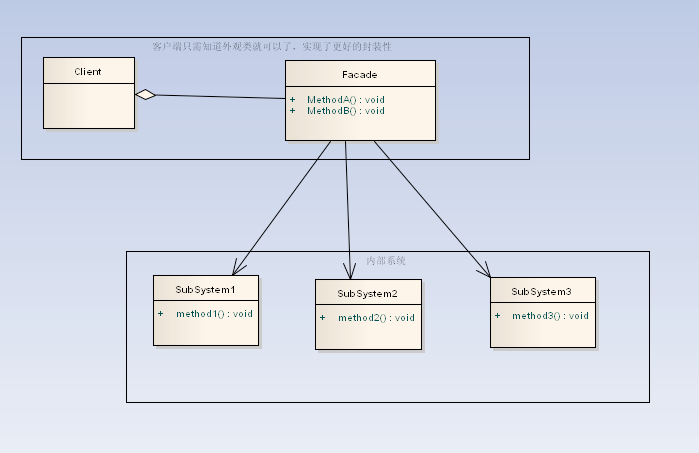 客户端只需知道外观类就可以了，实现了更好的封装性
Client
Facade
+ MethodA() : void
+ MethodB() : void
内部系统
SubSystem1
+ method1() : void
SubSystem2
+ method2() : void
SubSystem3
+ method3() : void